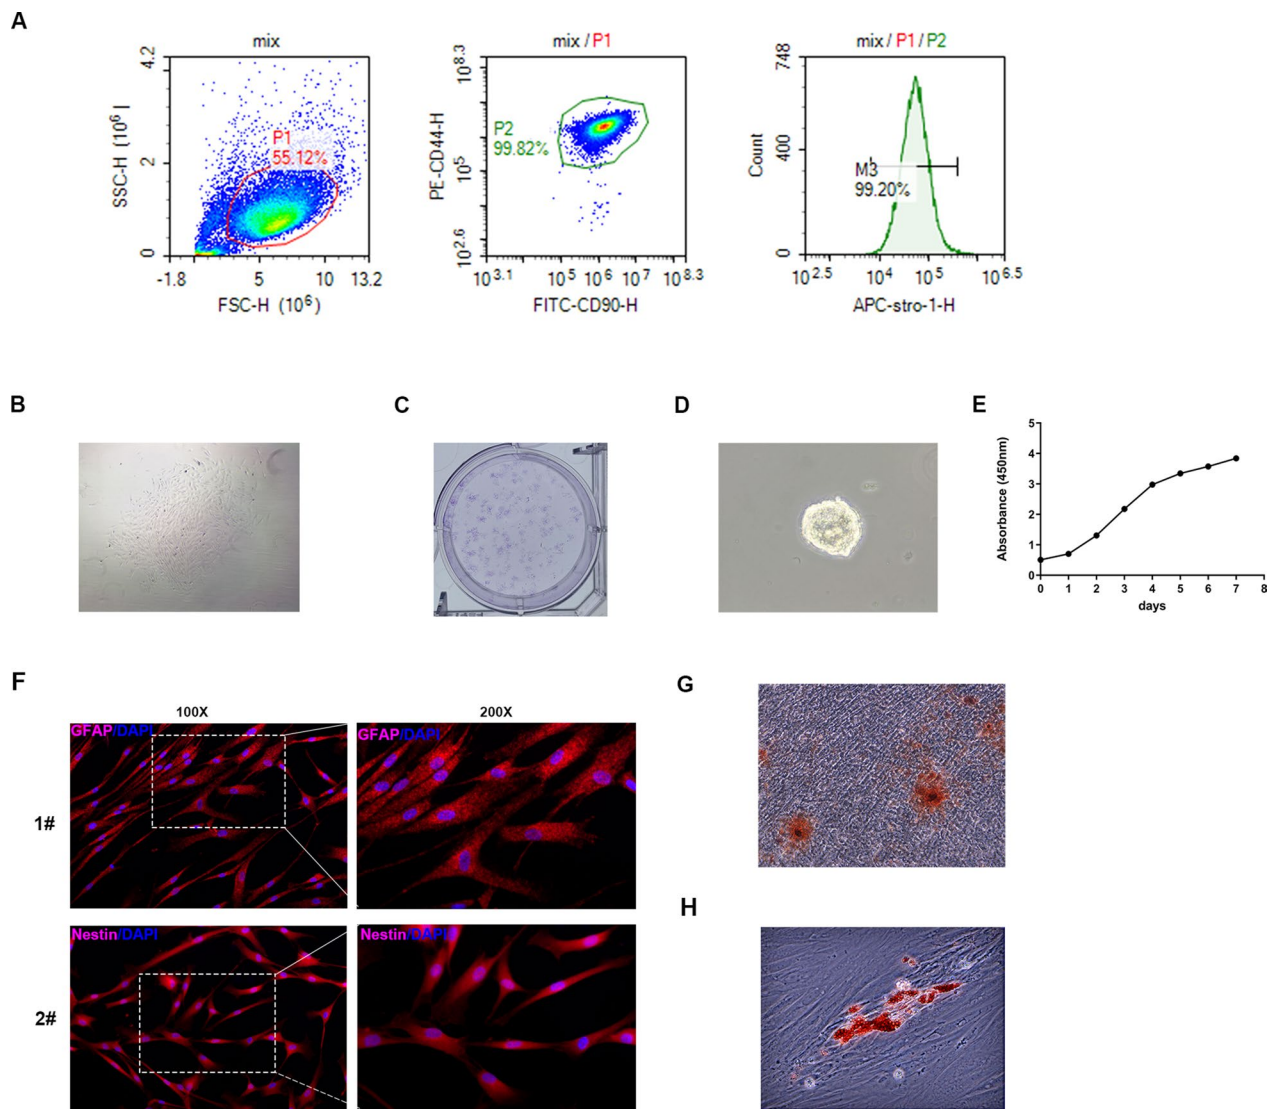 A
mix
4.2
2
0
SSC-H (10⁶)
P1
55.12%
-1.8 5 10 13.2
FSC-H (10⁶)
mix / P1
10^8.3
10^5
10^2.6
PE-CD44-H
P2
99.82%
10^3.1 10^5 10^6 10^7 10^8.3
FITC-CD90-H
mix / P1 / P2
748
400
0
Count
M3
99.20%
10^2.5 10^4 10^5 10^6.5
APC-stro-1-H
B
C
D
E
5
4
3
2
1
0
Absorbance (450nm)
0 1 2 3 4 5 6 7 8
days
F
100X 200X
1#
GFAP/DAPI
GFAP/DAPI
2#
Nestin/DAPI
Nestin/DAPI
G
H